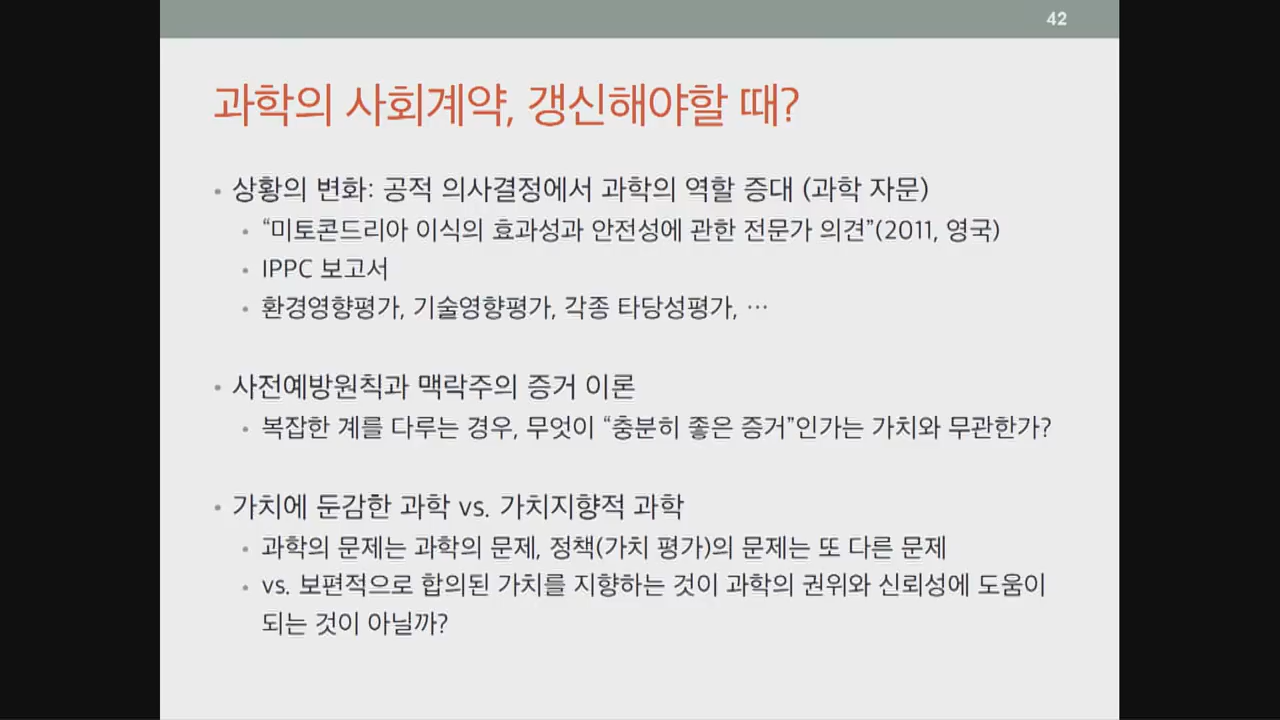 42
과학의 사회계약, 갱신해야할 때?
• 상황의 변화: 공적 의사결정에서 과학의 역할 증대 (과학 자문)
• “미토콘드리아 이식의 효과성과 안전성에 관한 전문가 의견”(2011, 영국)
• IPPC 보고서
• 환경영향평가, 기술영향평가, 각종 타당성평가, …
• 사전예방원칙과 맥락주의 증거 이론
• 복잡한 계를 다루는 경우, 무엇이 “충분히 좋은 증거”인가는 가치와 무관한가?
• 가치에 둔감한 과학 vs. 가치지향적 과학
• 과학의 문제는 과학의 문제, 정책(가치 평가)의 문제는 또 다른 문제
• vs. 보편적으로 합의된 가치를 지향하는 것이 과학의 권위와 신뢰성에 도움이
되는 것이 아닐까?